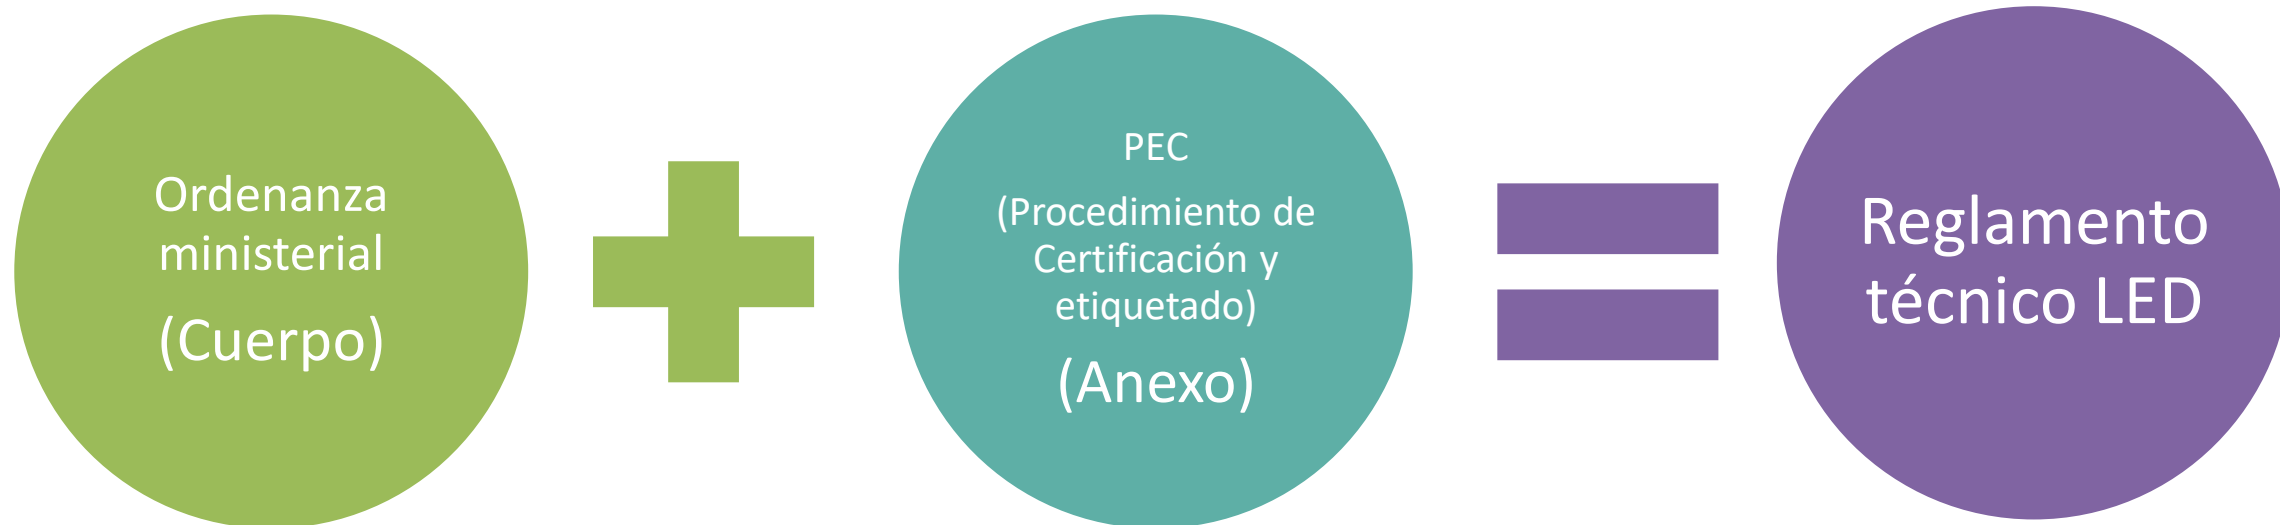 Ordenanza
ministerial
(Cuerpo)
PEC
(Procedimiento de
Certificación y
etiquetado)
(Anexo)
Reglamento
técnico LED